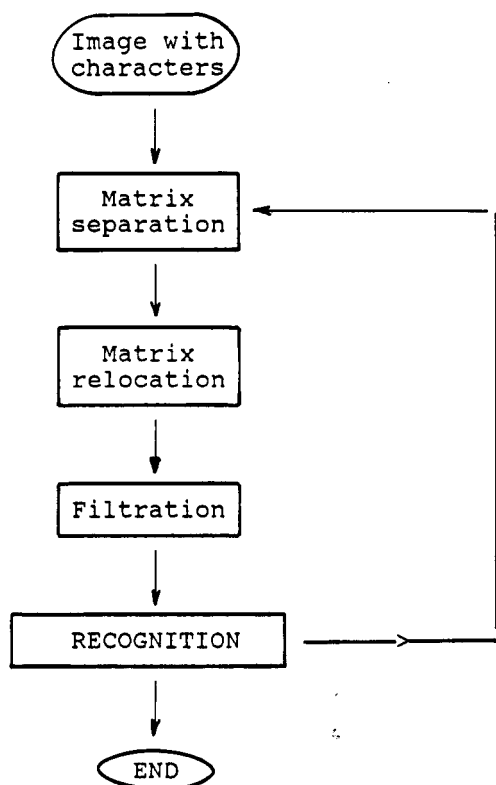 Image with
characters
Matrix
separation
Matrix
relocation
Filtration
RECOGNITION
END